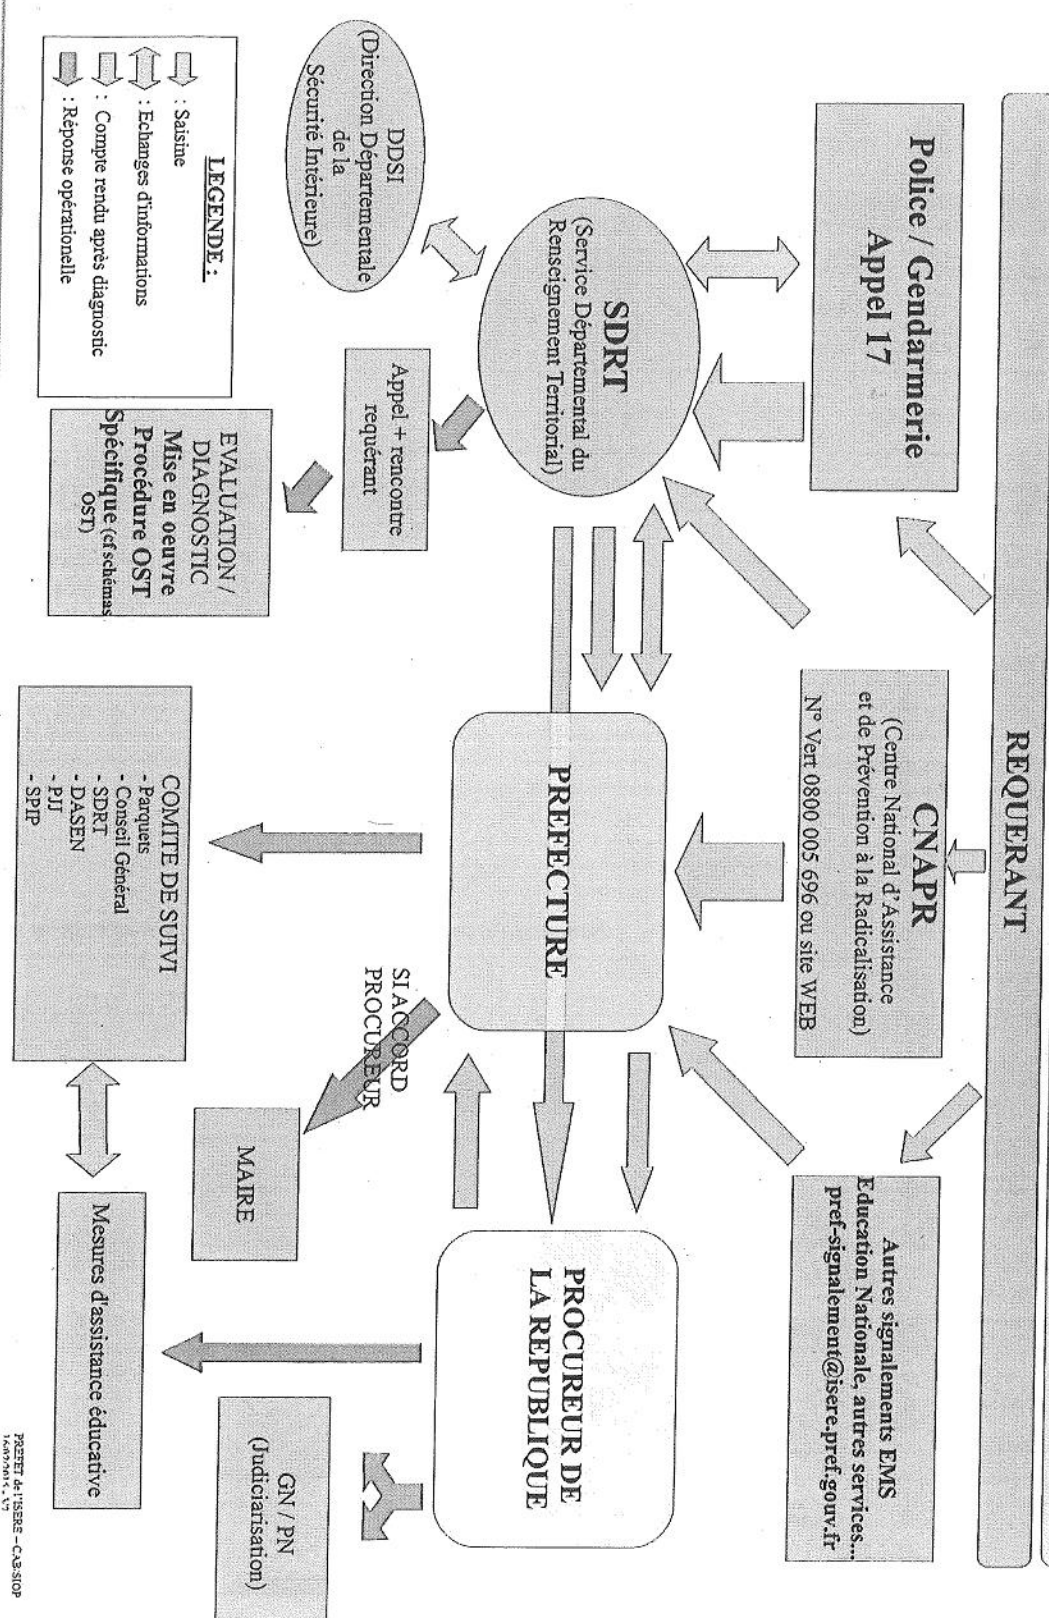 REQUERANT
Police / Gendarmerie
Appel 17
CNAPR
(Centre National d'Assistance
et de Prévention à la Radicalisation)
N° Vert 0800 005 696 ou site WEB
Autres signalements EMS
Education Nationale, autres services...
pref-signalement@isere.pref.gouv.fr
SDRT
(Service Départemental du
Renseignement Territorial)
PREFECTURE
PROCUREUR DE
LA REPUBLIQUE
DDSI
(Direction Départementale
de la
Sécurité Intérieure)
Appel + rencontre
requérant
SI ACCORD
PROCUREUR
MAIRE
GN / PN
(Judiciarisation)
LEGENDE :
: Saisine
: Echanges d'informations
: Compte rendu après diagnostic
: Réponse opérationelle
EVALUATION /
DIAGNOSTIC
Mise en oeuvre
Procédure OST
Spécifique (cf schémas
OST)
COMITE DE SUIVI
- Parquets
- Conseil Général
- SDRT
- DASEN
- PJJ
- SPIP
Mesures d'assistance éducative
PREFET de l'ISERE – CAB-SIOP